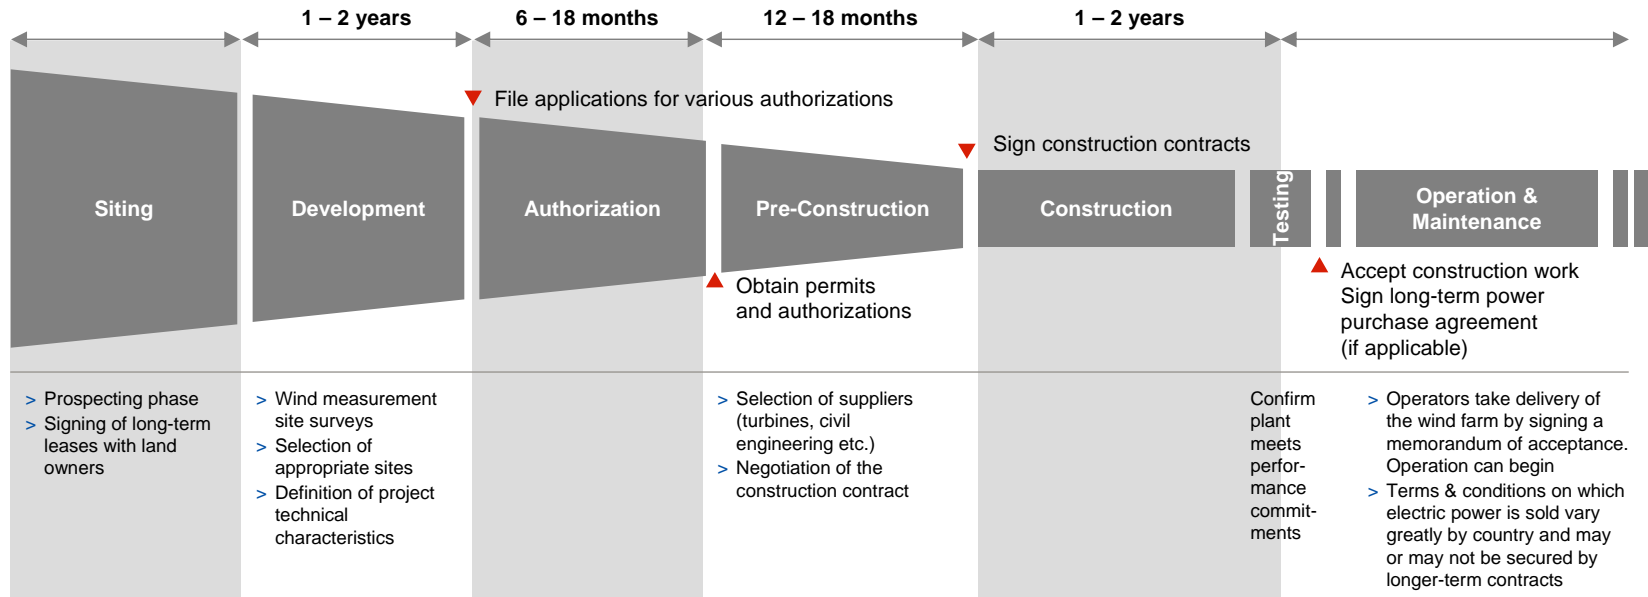 1 – 2 years
6 – 18 months
12 – 18 months
1 – 2 years
File applications for various authorizations
Sign construction contracts
Siting
Development
Authorization
Pre-Construction
Construction
Testing
Operation &
Maintenance
Obtain permits
and authorizations
Accept construction work
Sign long-term power
purchase agreement
(if applicable)
> Prospecting phase
> Signing of long-term
leases with land
owners
> Wind measurement
site surveys
> Selection of
appropriate sites
> Definition of project
technical
characteristics
> Selection of suppliers
(turbines, civil
engineering etc.)
> Negotiation of the
construction contract
Confirm
plant
meets
perfor-
mance
commit-
ments
> Operators take delivery of
the wind farm by signing a
memorandum of acceptance.
Operation can begin
> Terms & conditions on which
electric power is sold vary
greatly by country and may
or may not be secured by
longer-term contracts